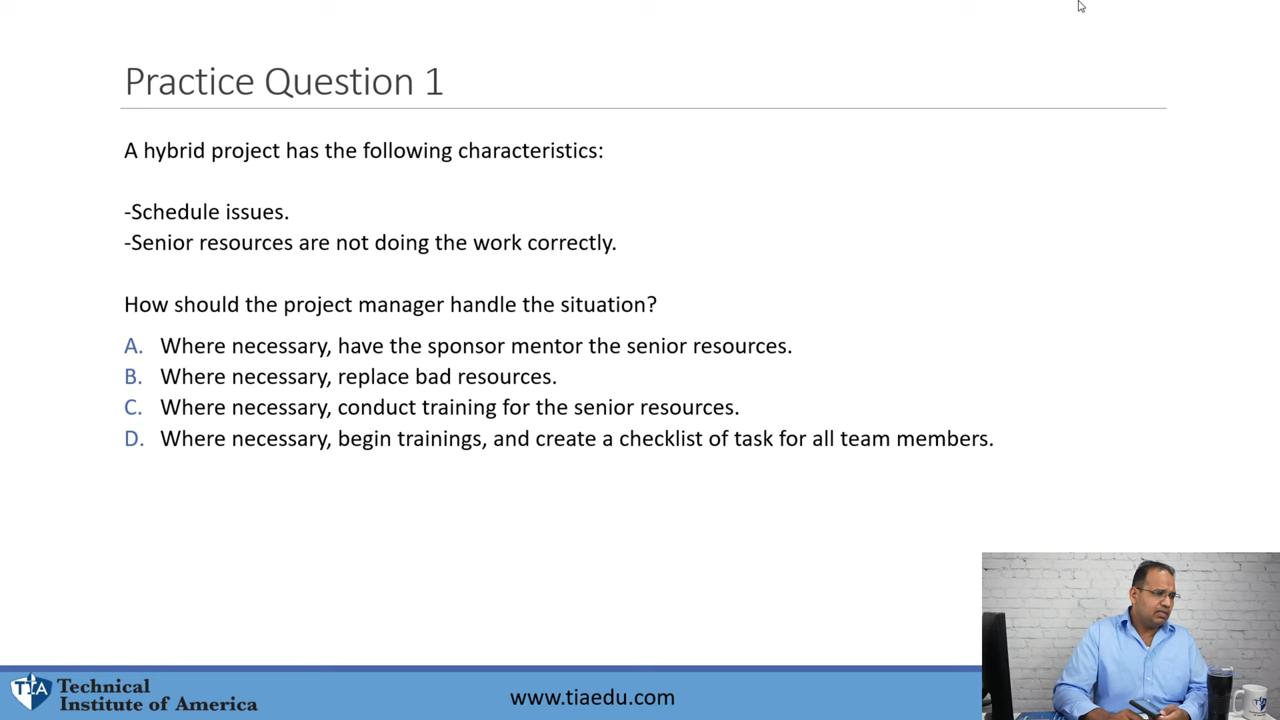 Practice Question 1
A hybrid project has the following characteristics:
-Schedule issues.
-Senior resources are not doing the work correctly.
How should the project manager handle the situation?
A. Where necessary, have the sponsor mentor the senior resources.
B. Where necessary, replace bad resources.
C. Where necessary, conduct training for the senior resources.
D. Where necessary, begin trainings, and create a checklist of task for all team members.
TIA
Technical
Institute of America
www.tiaedu.com